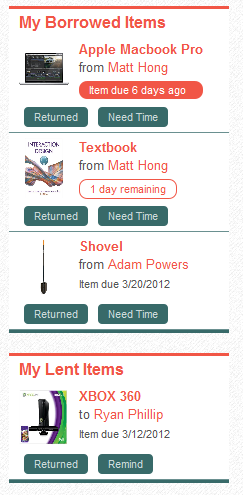 My Borrowed Items
Apple Macbook Pro
from Matt Hong
Item due 6 days ago
Returned Need Time
INTERACTION
DESIGN
Textbook
from Matt Hong
1 day remaining
Returned Need Time
Shovel
from Adam Powers
Item due 3/20/2012
Returned Need Time
My Lent Items
XBOX 360
to Ryan Phillip
Item due 3/12/2012
Returned Remind